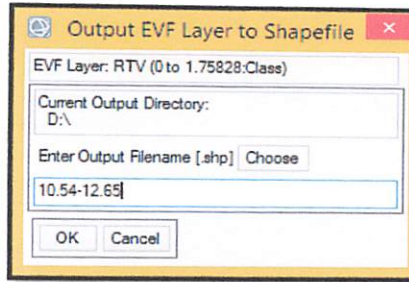 Output EVF Layer to Shapefile
EVF Layer: RTV (0 to 1.75828:Class)
Current Output Directory:
D:\
Enter Output Filename [.shp] Choose
10.54-12.65
OK Cancel